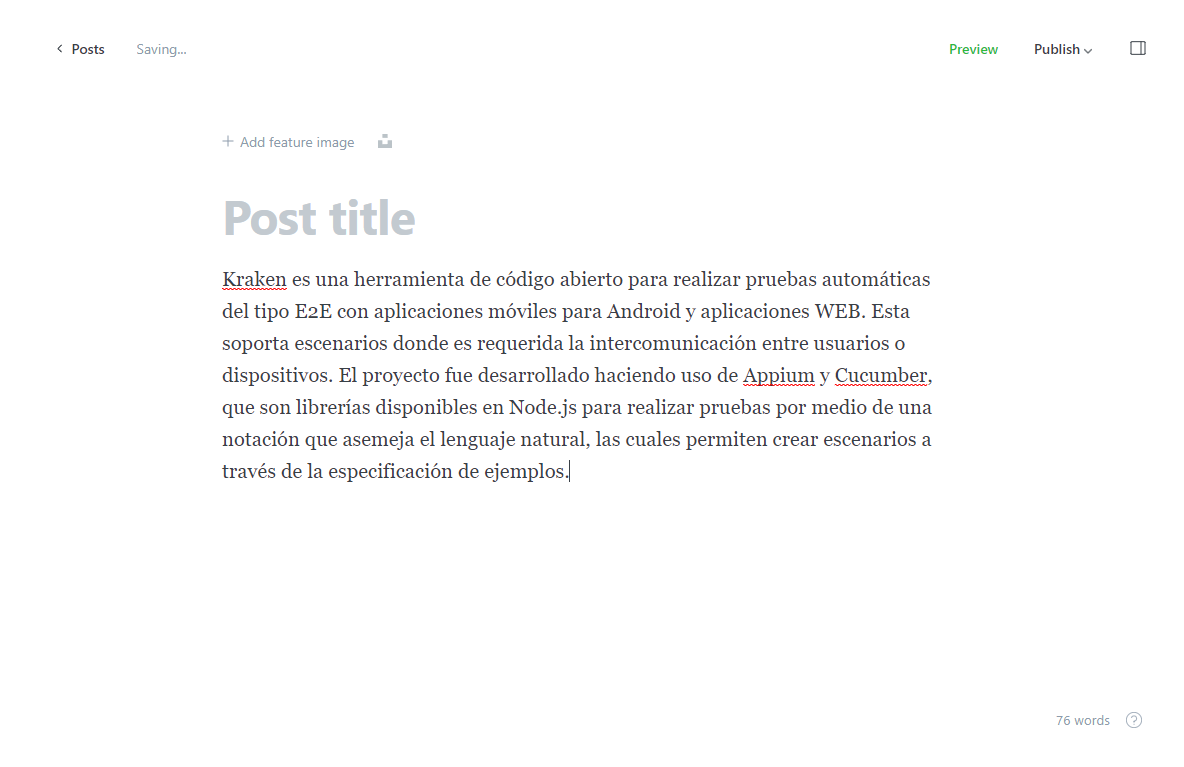 Posts
Saving...
Preview
Publish
Add feature image
Post title
Kraken es una herramienta de código abierto para realizar pruebas automáticas
del tipo E2E con aplicaciones móviles para Android y aplicaciones WEB. Esta
soporta escenarios donde es requerida la intercomunicación entre usuarios o
dispositivos. El proyecto fue desarrollado haciendo uso de Appium y Cucumber,
que son librerías disponibles en Node.js para realizar pruebas por medio de una
notación que asemeja el lenguaje natural, las cuales permiten crear escenarios a
través de la especificación de ejemplos.
76 words
?